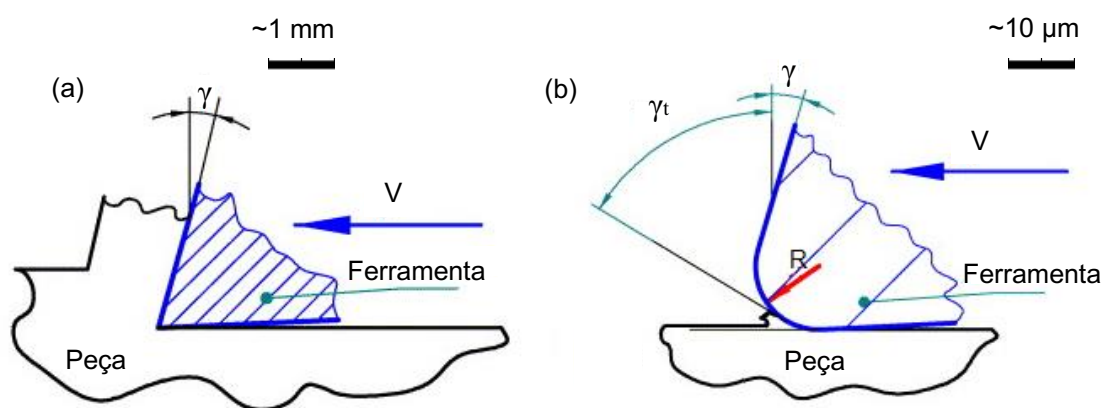 ~1 mm
(a)
γ
V
Ferramenta
Peça
~10 µm
(b)
γ
γt
V
R
Ferramenta
Peça